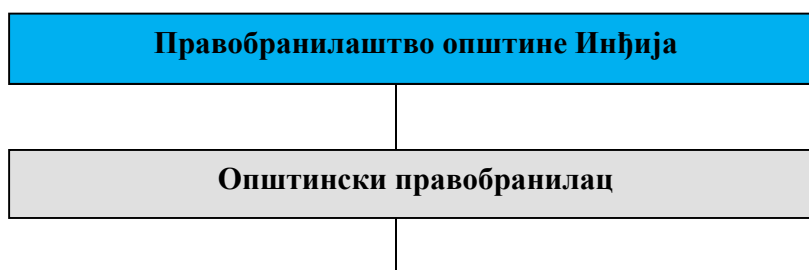 Правобранилаштво општине Инђија
Општински правобранилац